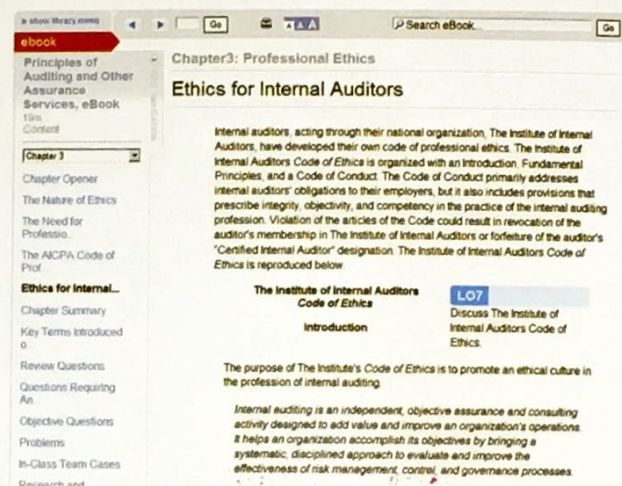 » show library menu
Go
A A A
Search eBook...
Go
ebook
Principles of
Auditing and Other
Assurance
Services, eBook
19/e
Content
Chapter 3
Chapter Opener
The Nature of Ethics
The Need for
Professio...
The AICPA Code of
Prof...
Ethics for Internal...
Chapter Summary
Key Terms Introduced
o...
Review Questions
Questions Requiring
An...
Objective Questions
Problems
In-Class Team Cases
Research and
Chapter3: Professional Ethics
Ethics for Internal Auditors
Internal auditors, acting through their national organization, The Institute of Internal
Auditors, have developed their own code of professional ethics. The Institute of
Internal Auditors Code of Ethics is organized with an Introduction, Fundamental
Principles, and a Code of Conduct. The Code of Conduct primarily addresses
internal auditors' obligations to their employers, but it also includes provisions that
prescribe integrity, objectivity, and competency in the practice of the internal auditing
profession. Violation of the articles of the Code could result in revocation of the
auditor's membership in The Institute of Internal Auditors or forfeiture of the auditor's
"Certified Internal Auditor" designation. The Institute of Internal Auditors Code of
Ethics is reproduced below.
The Institute of Internal Auditors
Code of Ethics
Introduction
LO7
Discuss The Institute of
Internal Auditors Code of
Ethics.
The purpose of The Institute's Code of Ethics is to promote an ethical culture in
the profession of internal auditing.
Internal auditing is an independent, objective assurance and consulting
activity designed to add value and improve an organization's operations.
It helps an organization accomplish its objectives by bringing a
systematic, disciplined approach to evaluate and improve the
effectiveness of risk management, control, and governance processes.